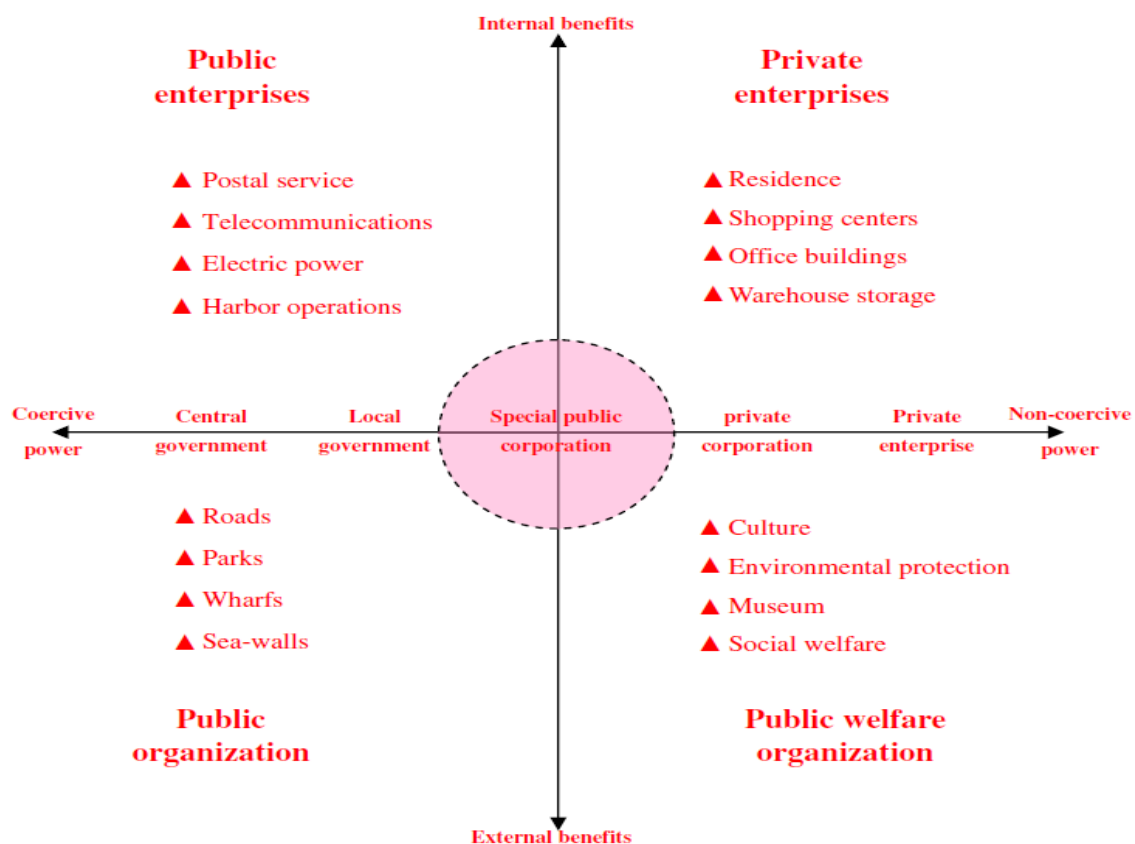 Internal benefits
Public
enterprises
Private
enterprises
Postal service
Telecommunications
Electric power
Harbor operations
Residence
Shopping centers
Office buildings
Warehouse storage
Coercive
power
Central
government
Local
government
Special public
corporation
private
corporation
Private
enterprise
Non-coercive
power
Roads
Parks
Wharfs
Sea-walls
Culture
Environmental protection
Museum
Social welfare
Public
organization
Public welfare
organization
External benefits